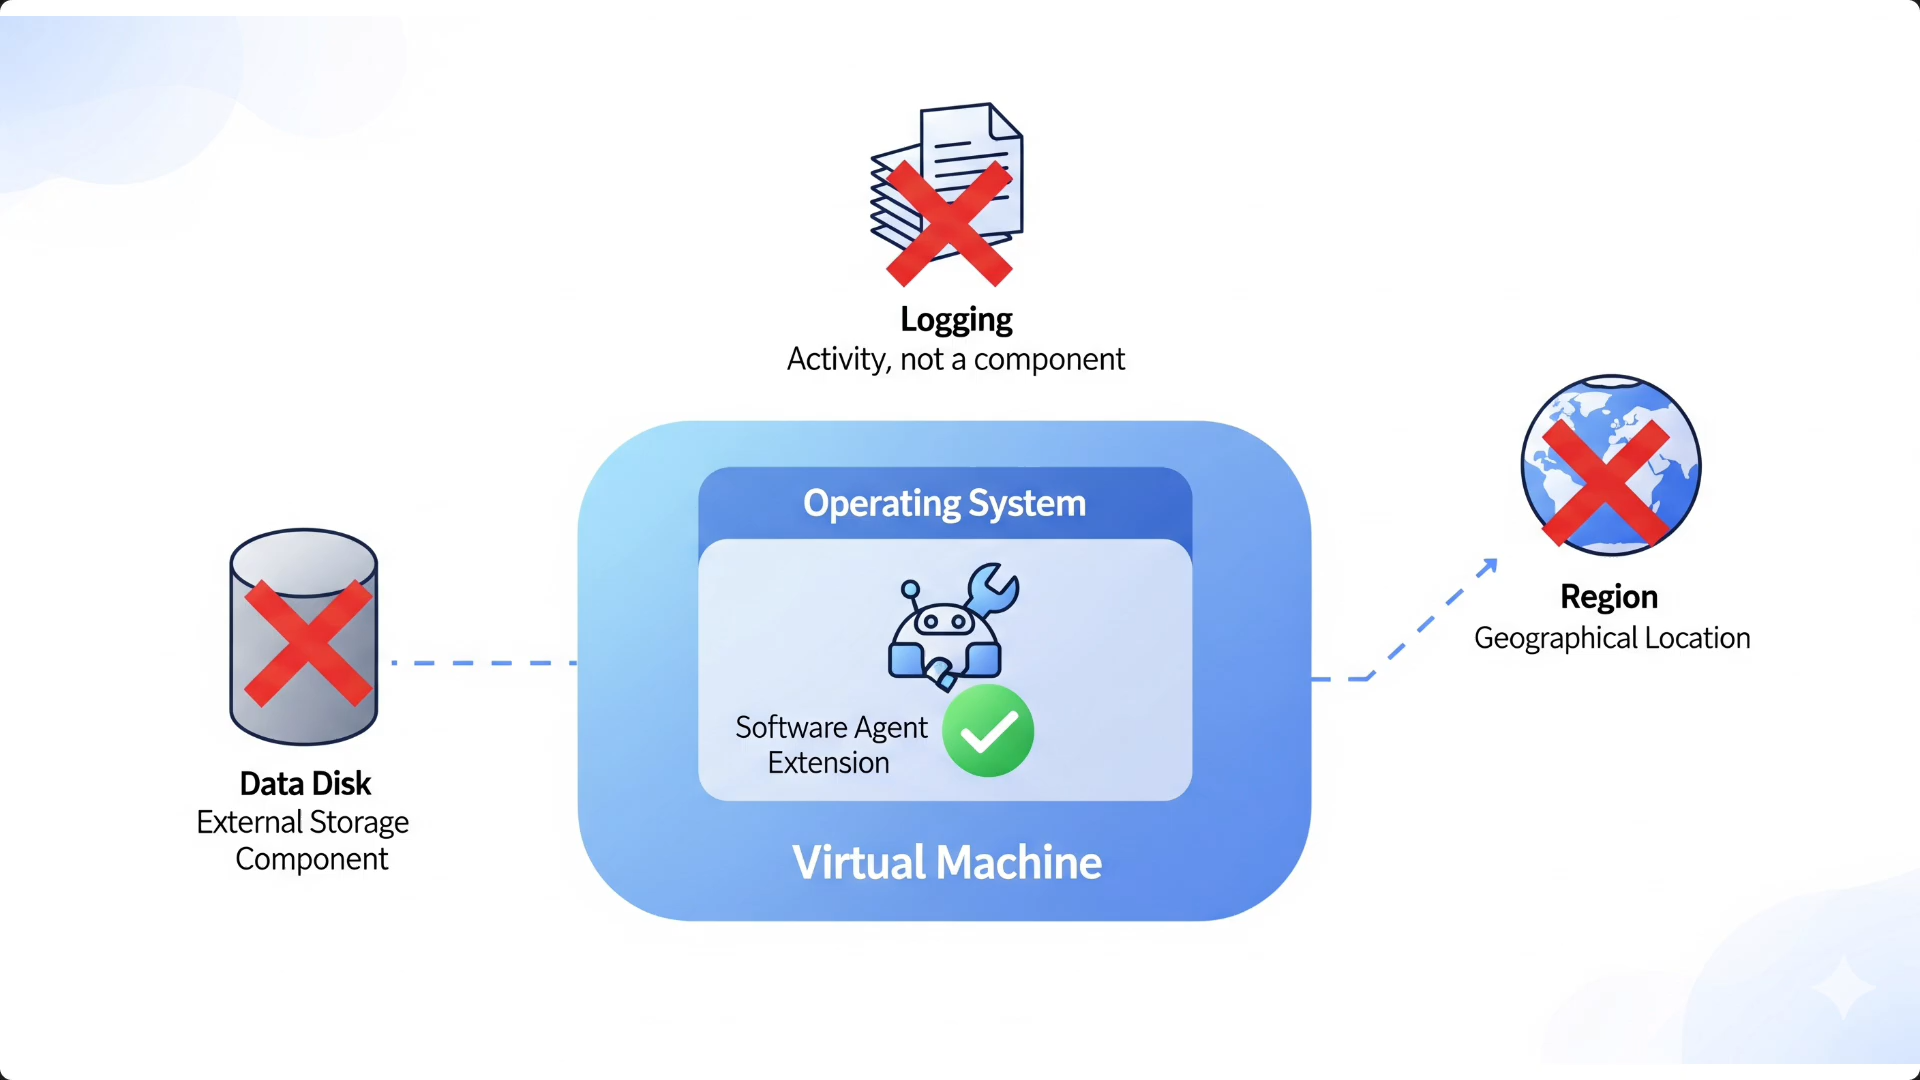 Logging
Activity, not a component
Operating System
Software Agent
Extension
Virtual Machine
Data Disk
External Storage
Component
Region
Geographical Location